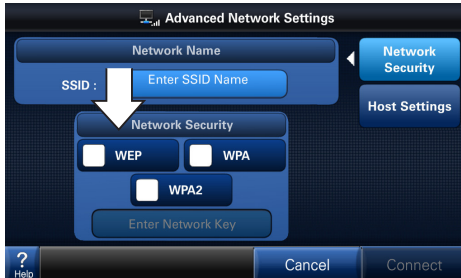 Advanced Network Settings
Network Name
SSID :
Enter SSID Name
Network Security
WEP
WPA
WPA2
Enter Network Key
Network
Security
Host Settings
?
Help
Cancel
Connect